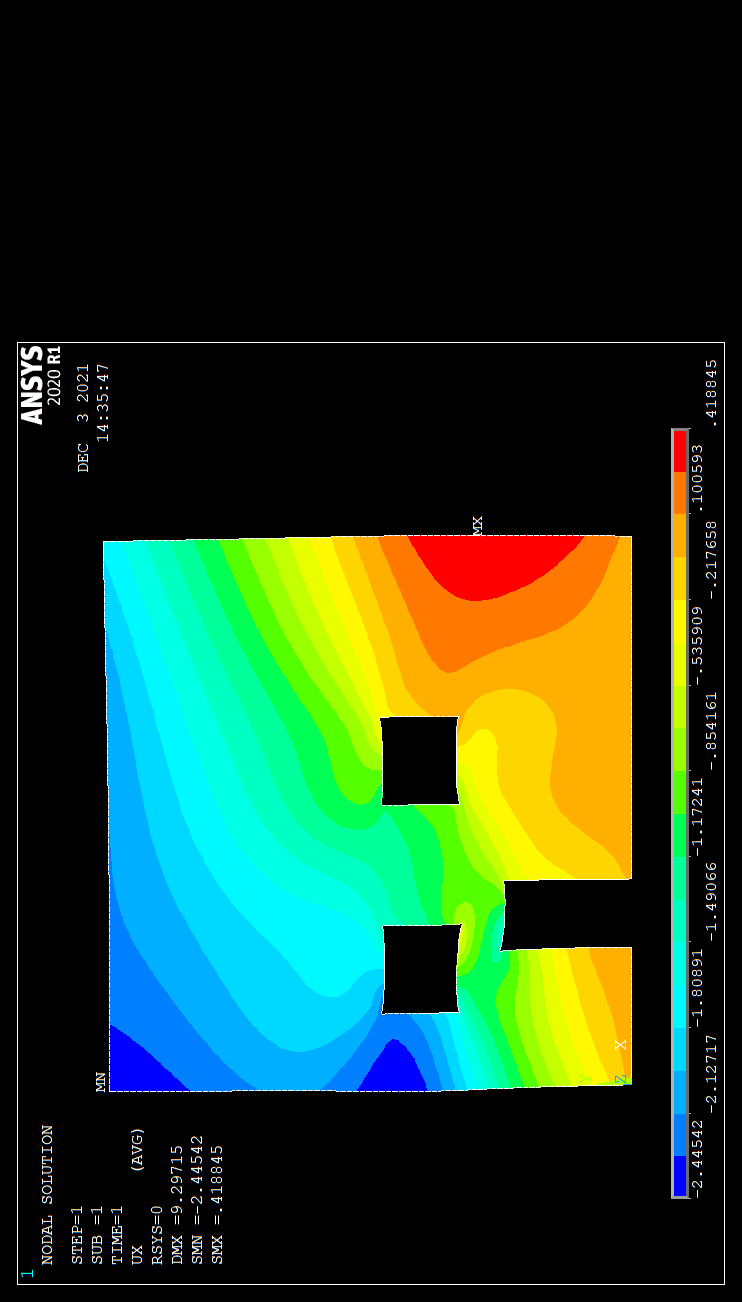 1
NODAL SOLUTION
STEP=1
SUB =1
TIME=1
UX       (AVG)
RSYS=0
DMX =9.29715
SMN =-2.44542
SMX =.418845
ANSYS
2020 R1
DEC  3 2021
14:35:47
MN
MX
Y
Z X
-2.44542 -1.80891 -1.17241 -.535909 .100593
-2.12717 -1.49066 -.854161 -.217658 .418845